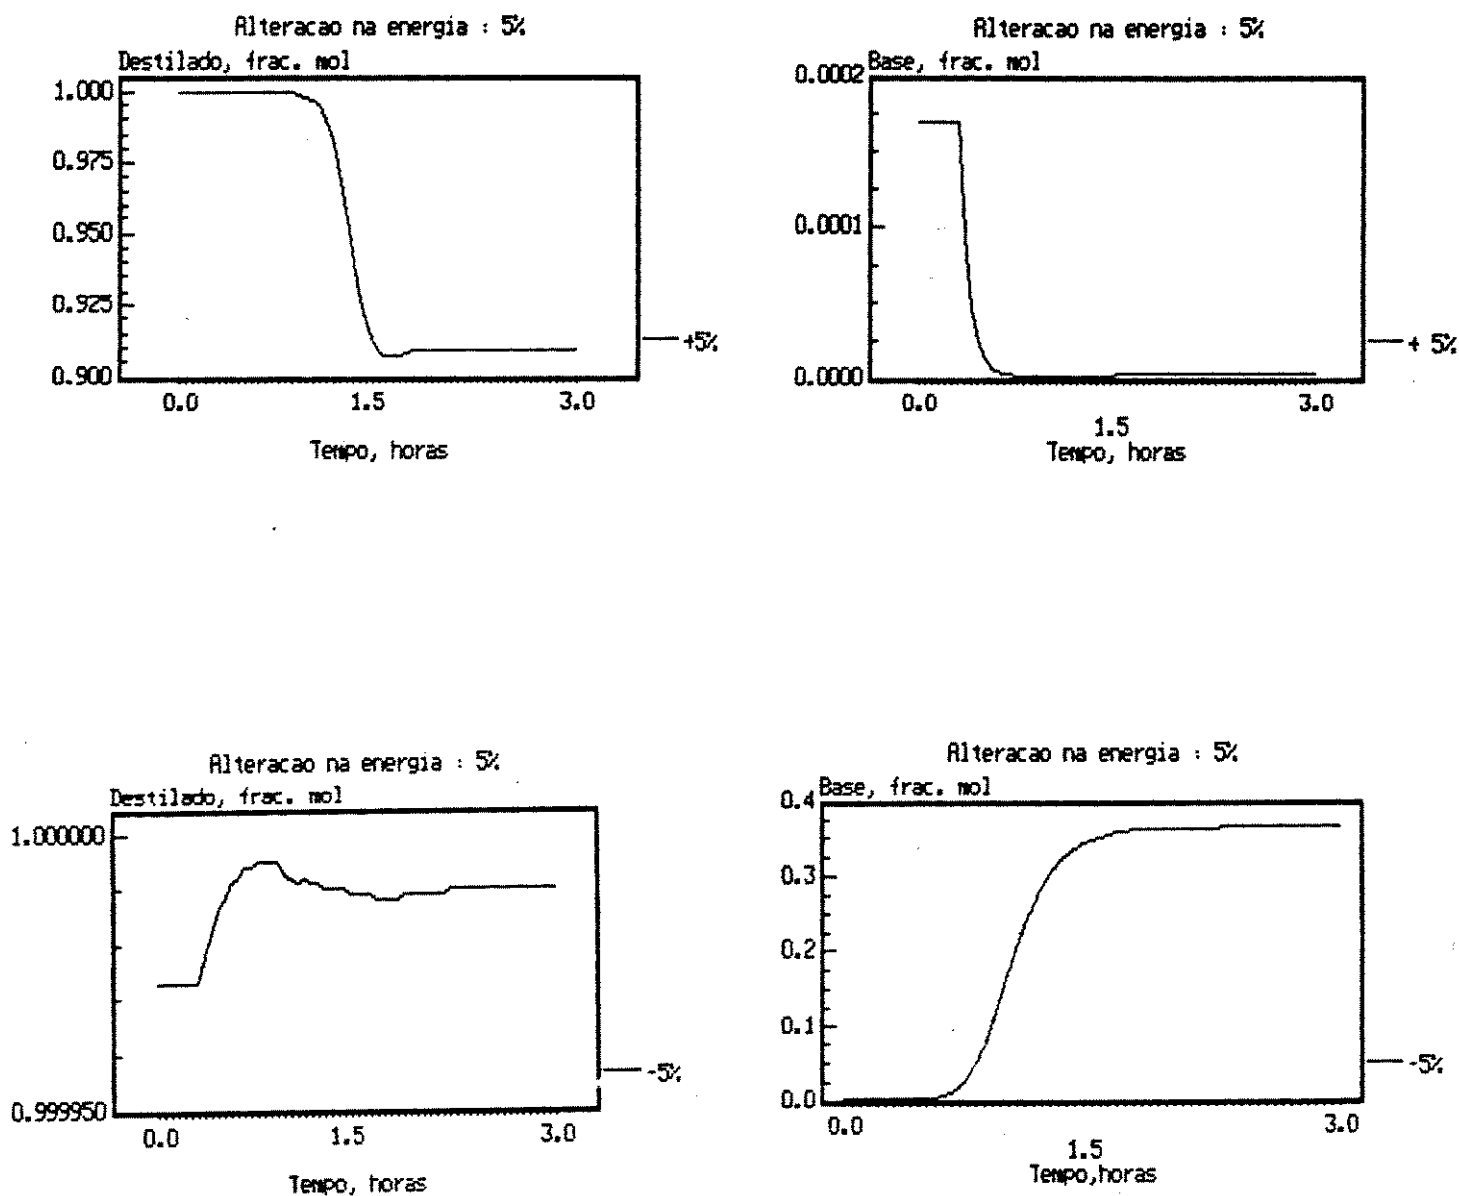 Alteracao na energia : 5%
Destilado, frac. mol
1.000
0.975
0.950
0.925
0.900
0.0 1.5 3.0
Tempo, horas
+5%
Alteracao na energia : 5%
Base, frac. mol
0.0002
0.0001
0.0000
0.0 3.0
1.5
Tempo, horas
+ 5%
Alteracao na energia : 5%
Destilado, frac. mol
1.000000
0.999950
0.0 1.5 3.0
Tempo, horas
-5%
Alteracao na energia : 5%
Base, frac. mol
0.4
0.3
0.2
0.1
0.0
0.0 3.0
1.5
Tempo,horas
-5%